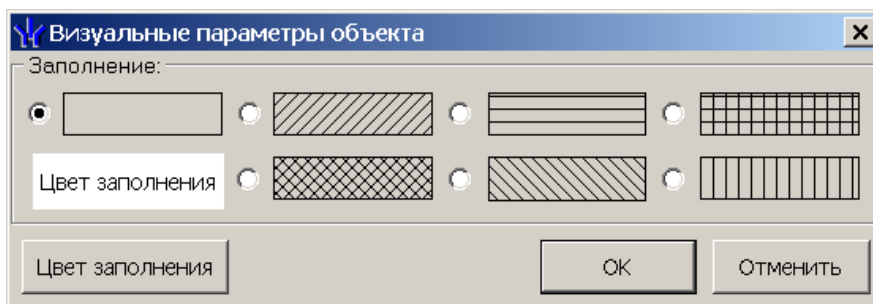 Визуальные параметры объекта
Заполнение:
Цвет заполнения
Цвет заполнения
ОК
Отменить